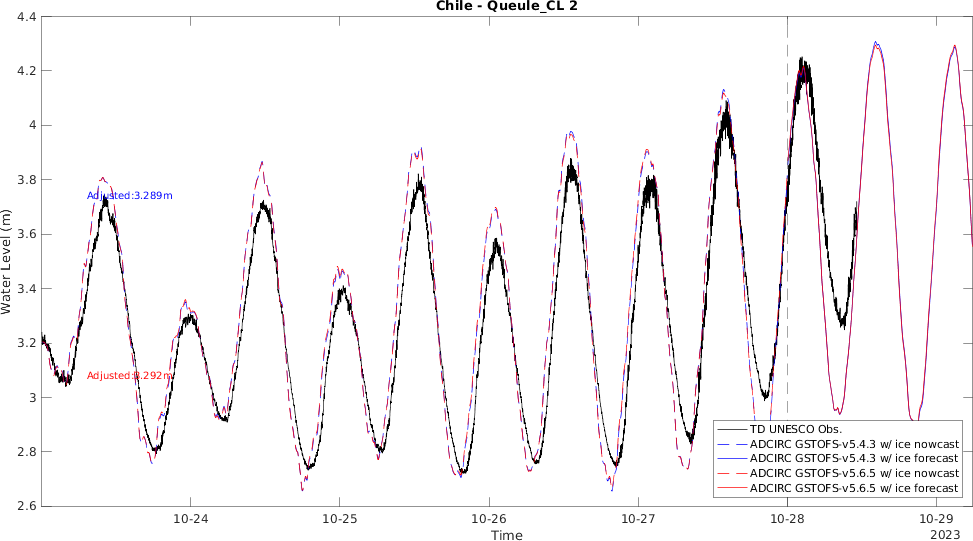 Chile - Queule_CL 2
4.4
4.2
4
3.8
3.6
3.4
3.2
3
2.8
2.6
Water Level (m)
Adjusted:3.289m
Adjusted:3.292m
TD UNESCO Obs.
ADCIRC GSTOFS-v5.4.3 w/ ice nowcast
ADCIRC GSTOFS-v5.4.3 w/ ice forecast
ADCIRC GSTOFS-v5.6.5 w/ ice nowcast
ADCIRC GSTOFS-v5.6.5 w/ ice forecast
10-24 10-25 10-26 10-27 10-28 10-29
Time
2023